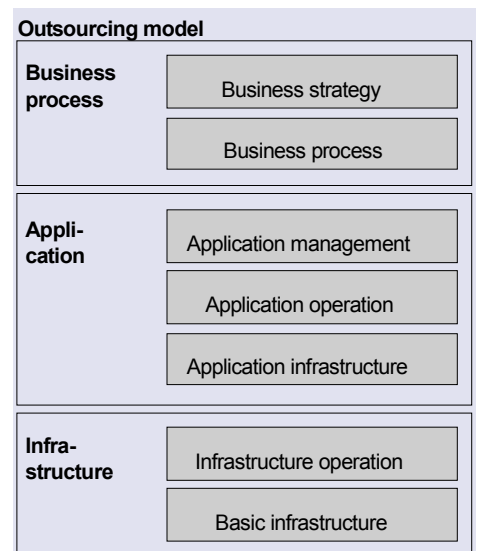 Outsourcing model
Business
process
Business strategy
Business process
Appli-
cation
Application management
Application operation
Application infrastructure
Infra-
structure
Infrastructure operation
Basic infrastructure